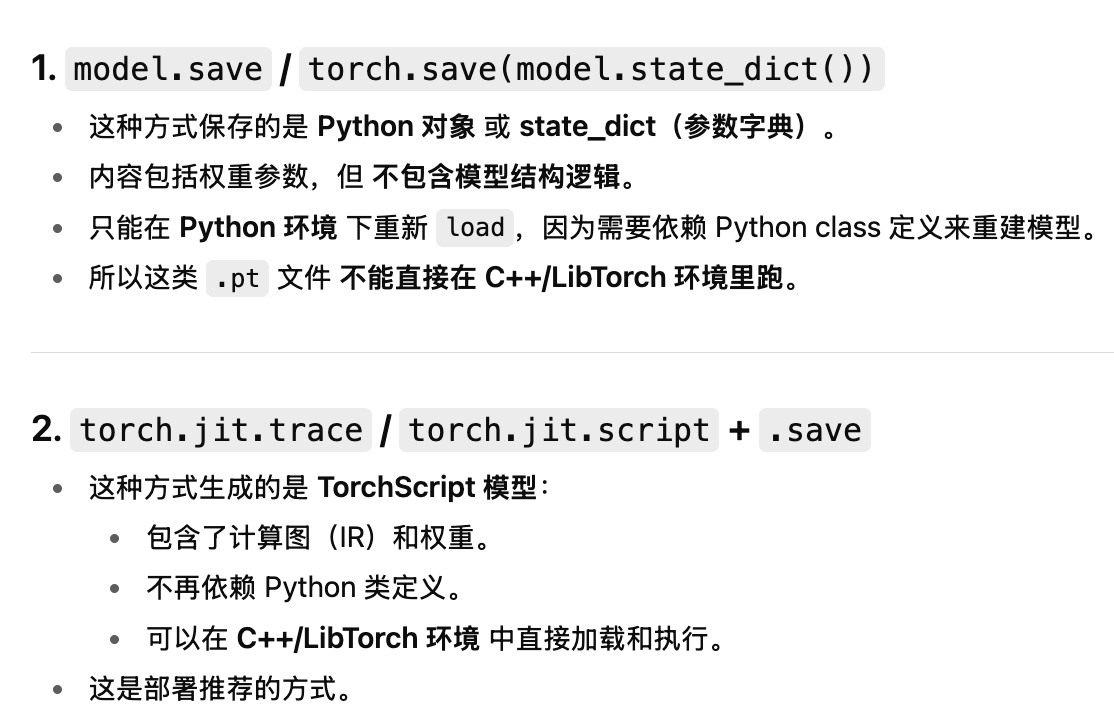 1. model.save / torch.save(model.state_dict())
• 这种方式保存的是 Python 对象 或 state_dict（参数字典）。
• 内容包括权重参数，但 不包含模型结构逻辑。
• 只能在 Python 环境 下重新 load，因为需要依赖 Python class 定义来重建模型。
• 所以这类 .pt 文件 不能直接在 C++/LibTorch 环境里跑。
2. torch.jit.trace / torch.jit.script + .save
• 这种方式生成的是 TorchScript 模型：
• 包含了计算图（IR）和权重。
• 不再依赖 Python 类定义。
• 可以在 C++/LibTorch 环境 中直接加载和执行。
• 这是部署推荐的方式。